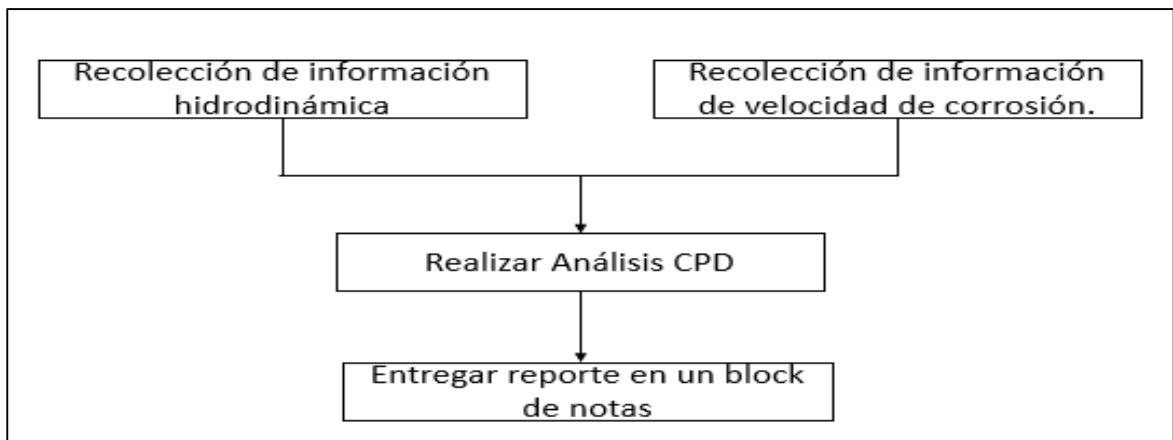 Recolección de información
hidrodinámica
Recolección de información
de velocidad de corrosión.
Realizar Análisis CPD
Entregar reporte en un block
de notas